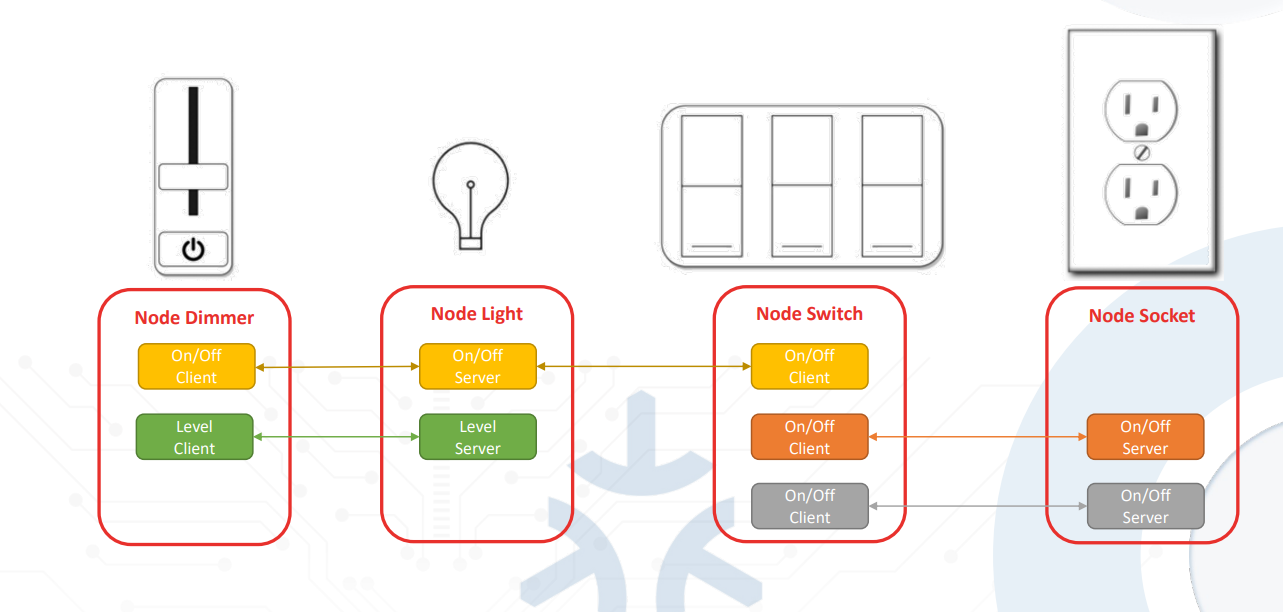 Node Dimmer
On/Off
Client
Level
Client
Node Light
On/Off
Server
Level
Server
Node Switch
On/Off
Client
On/Off
Client
On/Off
Client
Node Socket
On/Off
Server
On/Off
Server